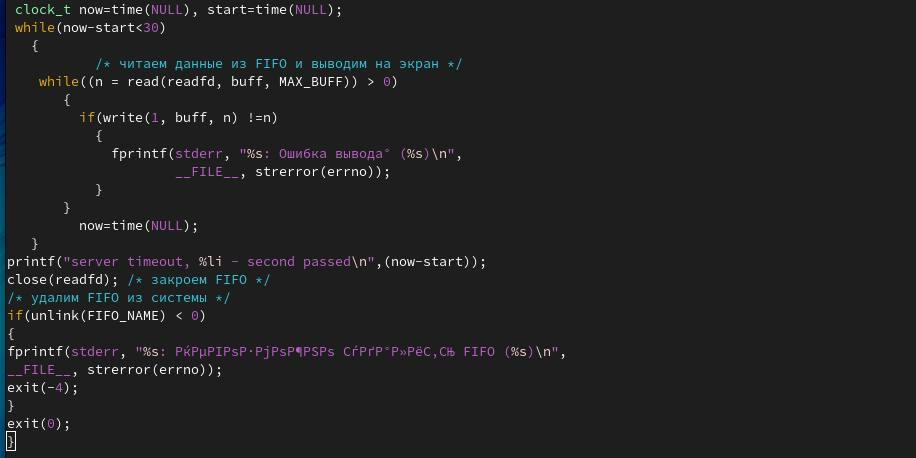 clock_t now=time(NULL), start=time(NULL);
while(now-start<30)
{
/* читаем данные из FIFO и выводим на экран */
while((n = read(readfd, buff, MAX_BUFF)) > 0)
{
if(write(1, buff, n) !=n)
{
fprintf(stderr, "%s: Ошибка вывода° (%s)\n",
__FILE__, strerror(errno));
}
}
now=time(NULL);
}
printf("server timeout, %li - second passed\n",(now-start));
close(readfd); /* закроем FIFO */
/* удалим FIFO из системы */
if(unlink(FIFO_NAME) < 0)
{
fprintf(stderr, "%s: РќРµРІРѕР·РјРѕР¶РЅРѕ СѓРґР°Р»РёС‚СЊ FIFO (%s)\n",
__FILE__, strerror(errno));
exit(-4);
}
exit(0);
}